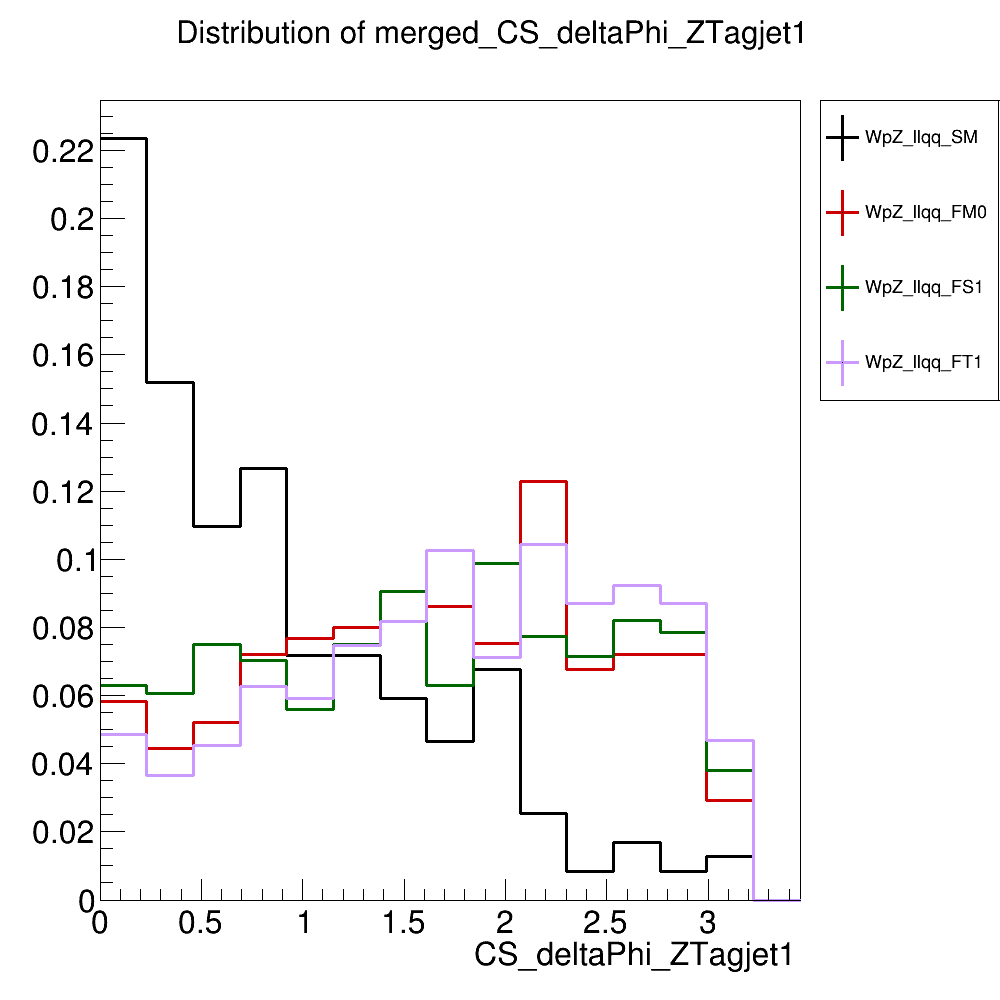 Distribution of merged_CS_deltaPhi_ZTagjet1
WpZ_llqq_SM
WpZ_llqq_FM0
WpZ_llqq_FS1
WpZ_llqq_FT1
0.22
0.2
0.18
0.16
0.14
0.12
0.1
0.08
0.06
0.04
0.02
0
0 0.5 1 1.5 2 2.5 3
CS_deltaPhi_ZTagjet1